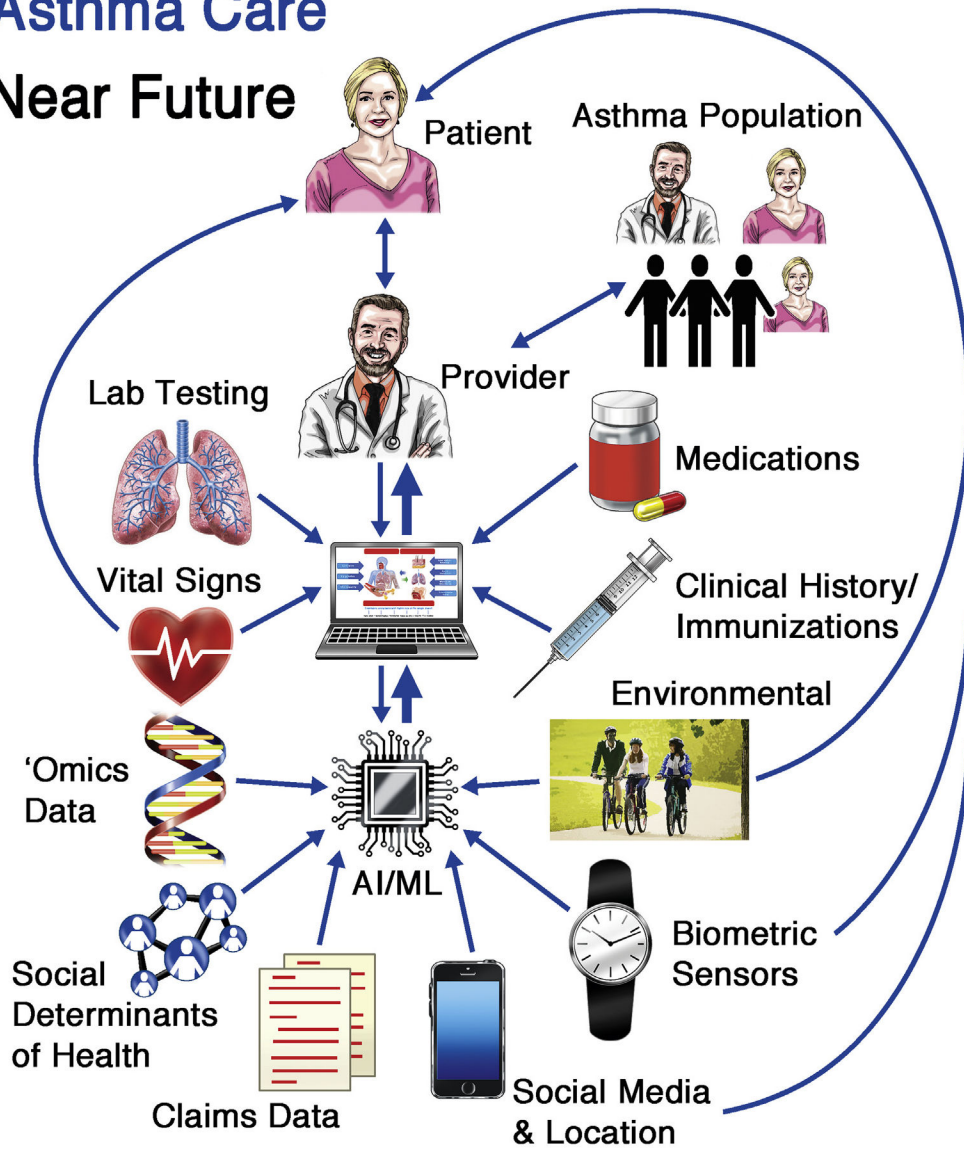 Asthma Care
Near Future
Patient
Asthma Population
Provider
Lab Testing
Medications
Vital Signs
Clinical History/
Immunizations
Environmental
‘Omics
Data
AI/ML
Biometric
Sensors
Social
Determinants
of Health
Claims Data
Social Media
& Location